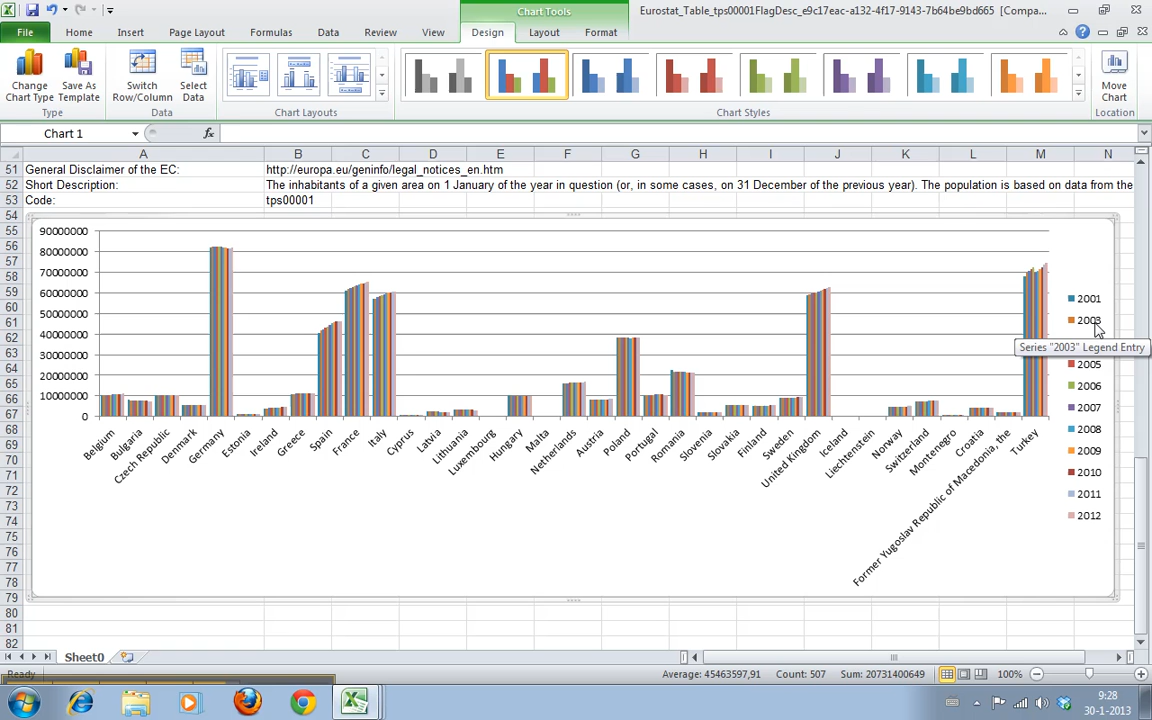 Chart Tools
Eurostat_Table_tps00001FlagDesc_e9c17eac-a132-4f17-9143-7b64be9bd665 [Compa...
File Home Insert Page Layout Formulas Data Review View Design Layout Format
Change Chart Type
Save As Template
Switch Row/Column
Select Data
Move Chart
Type Data Chart Layouts Chart Styles Location
Chart 1 fx
A B C D E F G H I J K L M N
51 General Disclaimer of the EC: http://europa.eu/geninfo/legal_notices_en.htm
52 Short Description: The inhabitants of a given area on 1 January of the year in question (or, in some cases, on 31 December of the previous year). The population is based on data from the
53 Code: tps00001
54
55
56
57
58
59
60
61
62
63
64
65
66
67
68
69
70
71
72
73
74
75
76
77
78
79
80
81
82
90000000
80000000
70000000
60000000
50000000
40000000
30000000
20000000
10000000
0
Belgium
Bulgaria
Czech Republic
Denmark
Germany
Estonia
Ireland
Greece
Spain
France
Italy
Cyprus
Latvia
Lithuania
Luxembourg
Hungary
Malta
Netherlands
Austria
Poland
Portugal
Romania
Slovenia
Slovakia
Finland
Sweden
United Kingdom
Iceland
Liechtenstein
Norway
Switzerland
Montenegro
Croatia
Former Yugoslav Republic of Macedonia, the
Turkey
2001
2003
Series "2003" Legend Entry
2005
2006
2007
2008
2009
2010
2011
2012
Sheet0
Ready Average: 45463597,91 Count: 507 Sum: 20731400649 100%
9:28
30-1-2013